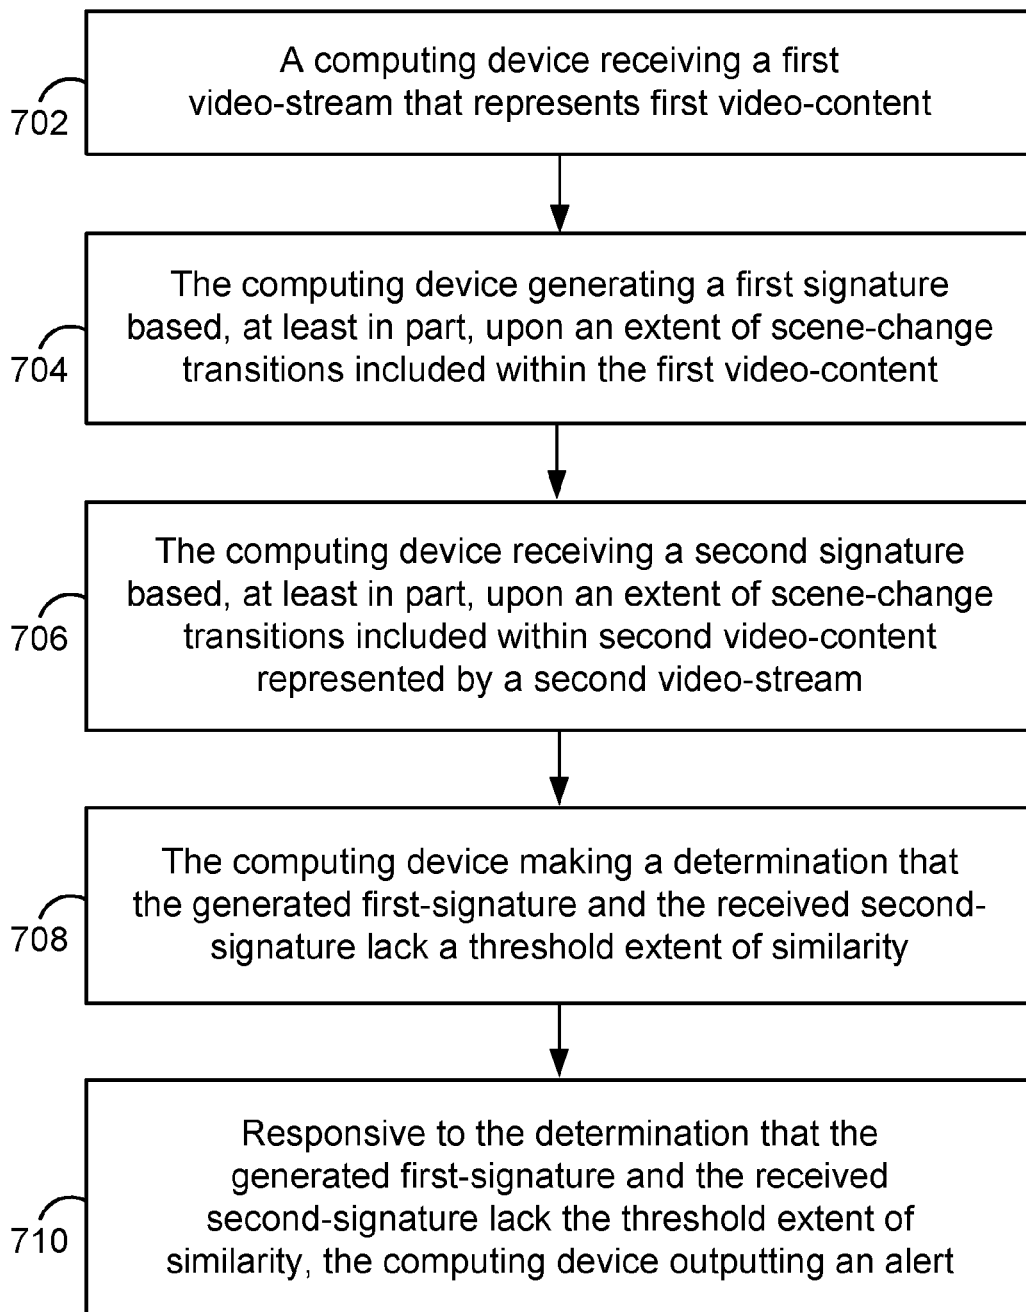 A computing device receiving a first
video-stream that represents first video-content
702
The computing device generating a first signature
based, at least in part, upon an extent of scene-change
transitions included within the first video-content
704
The computing device receiving a second signature
based, at least in part, upon an extent of scene-change
transitions included within second video-content
represented by a second video-stream
706
The computing device making a determination that
the generated first-signature and the received second-
signature lack a threshold extent of similarity
708
Responsive to the determination that the
generated first-signature and the received
second-signature lack the threshold extent of
similarity, the computing device outputting an alert
710